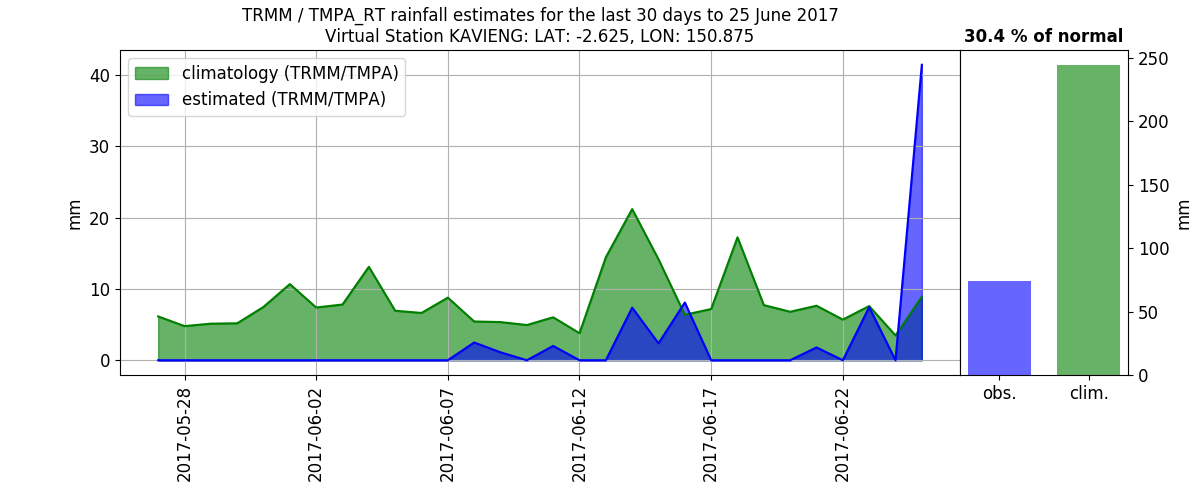 TRMM / TMPA_RT rainfall estimates for the last 30 days to 25 June 2017
Virtual Station KAVIENG: LAT: -2.625, LON: 150.875
30.4 % of normal
climatology (TRMM/TMPA)
estimated (TRMM/TMPA)
40
30
20
10
0
mm
2017-05-28
2017-06-02
2017-06-07
2017-06-12
2017-06-17
2017-06-22
250
200
150
100
50
0
mm
obs.
clim.